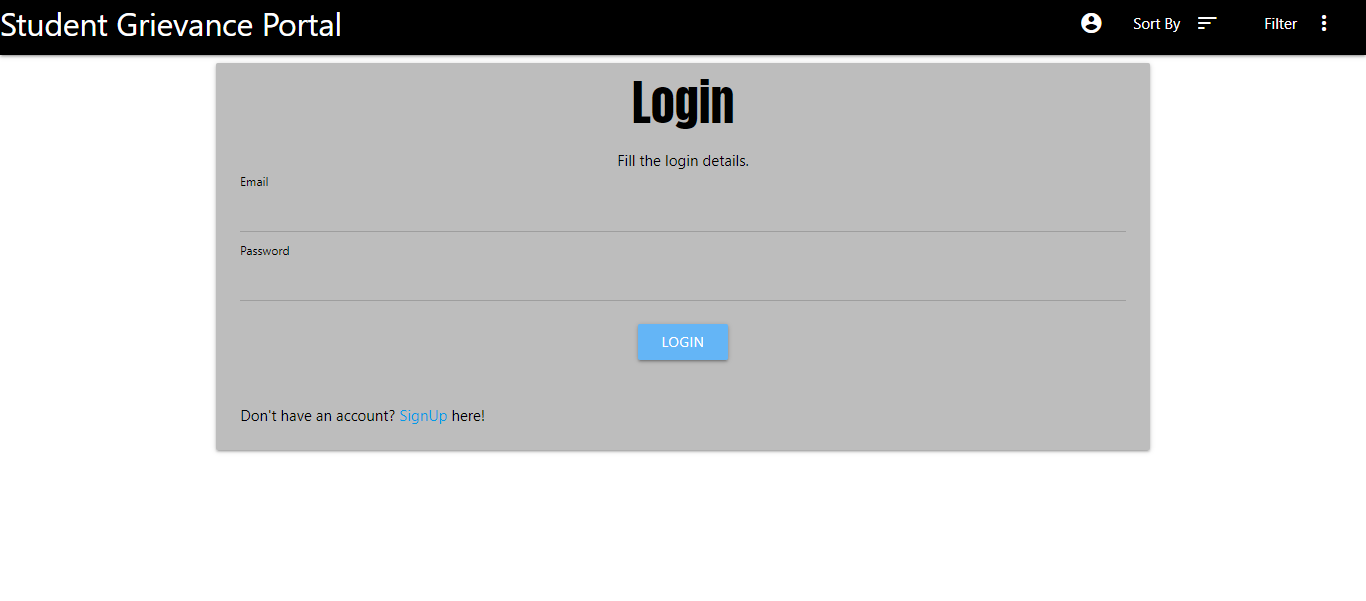 Student Grievance Portal Sort By Filter
Login
Fill the login details.
Email
Password
LOGIN
Don't have an account? SignUp here!